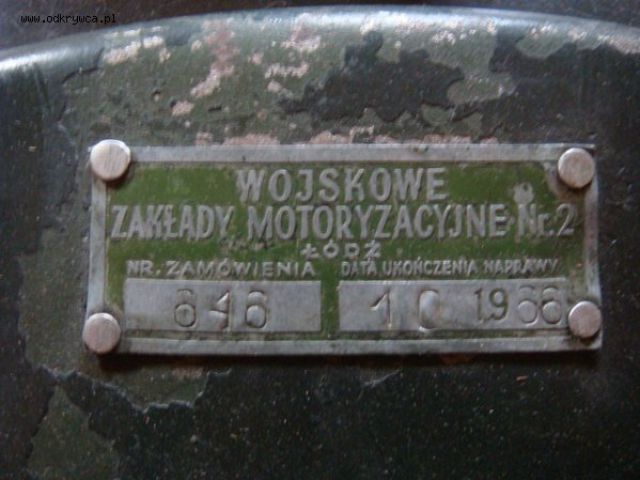 www.odkrywca.pl
WOJSKOWE
ZAKŁADY MOTORYZACYJNE Nr.2
ŁÓDŹ
NR. ZAMÓWIENIA DATA UKOŃCZENIA NAPRAWY
646 10 1966